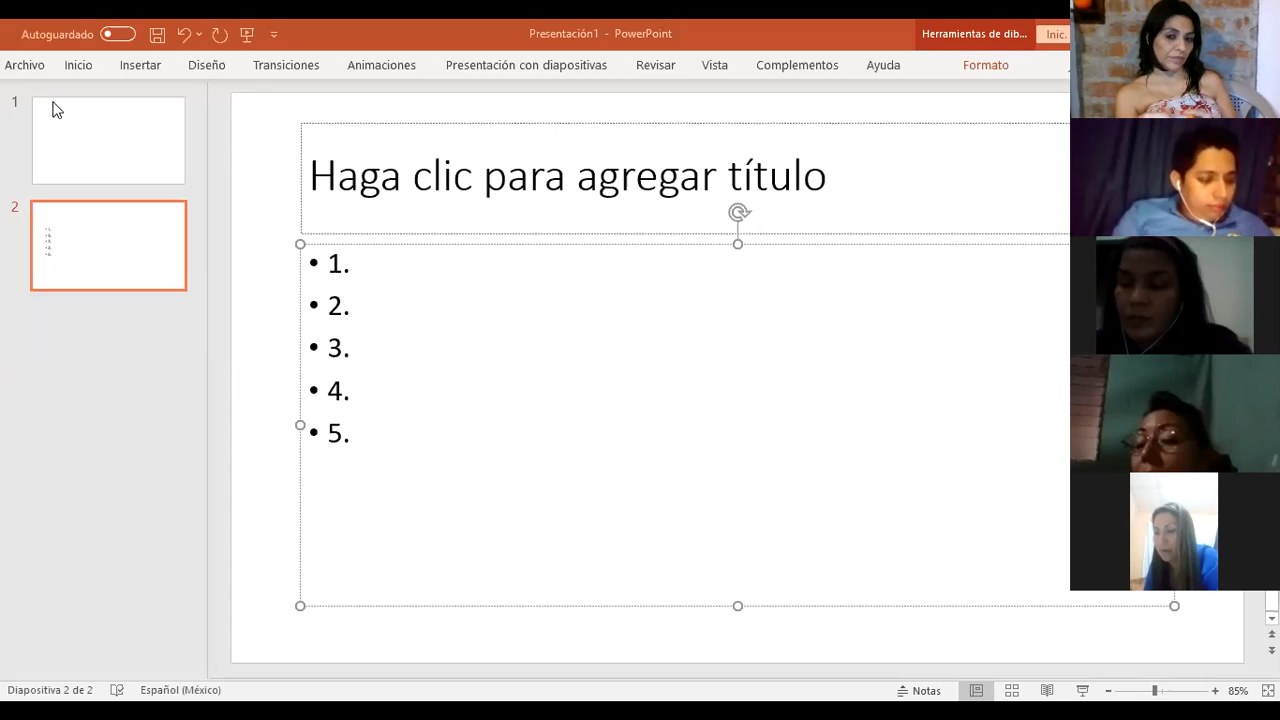 Autoguardado
Presentación1 - PowerPoint
Herramientas de dib...
Inic.
Archivo Inicio Insertar Diseño Transiciones Animaciones Presentación con diapositivas Revisar Vista Complementos Ayuda Formato
1
2
Haga clic para agregar título
• 1.
• 2.
• 3.
• 4.
• 5.
Diapositiva 2 de 2 Español (México) Notas 85%